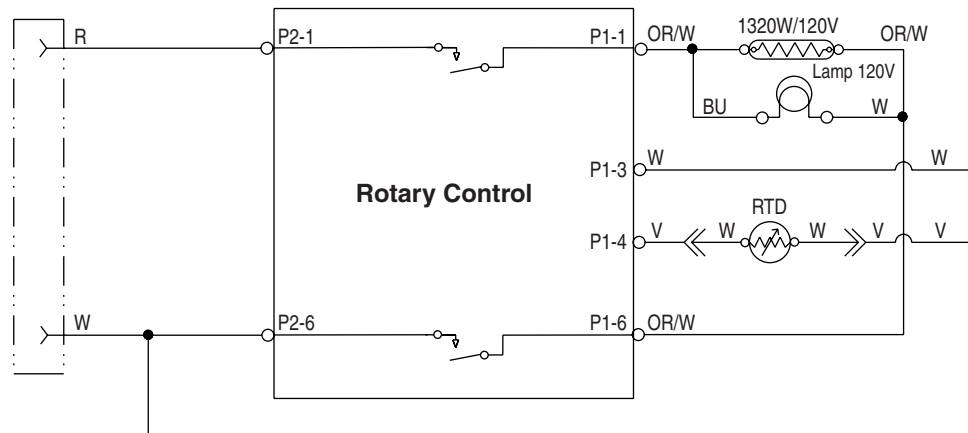 R P2-1 P1-1 OR/W 1320W/120V OR/W
Lamp 120V
BU W
P1-3 W W
Rotary Control
RTD
P1-4 V W W V V
W P2-6 P1-6 OR/W